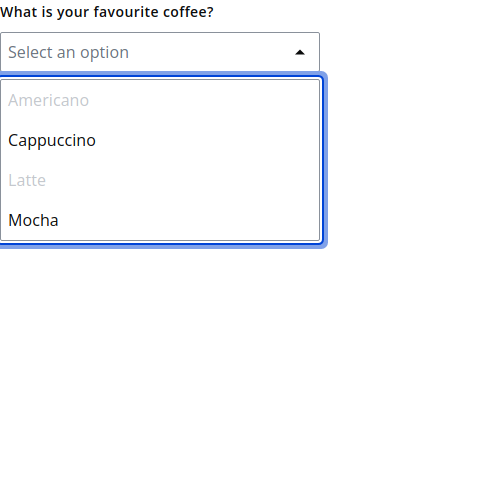 What is your favourite coffee?
Select an option
Americano
Cappuccino
Latte
Mocha